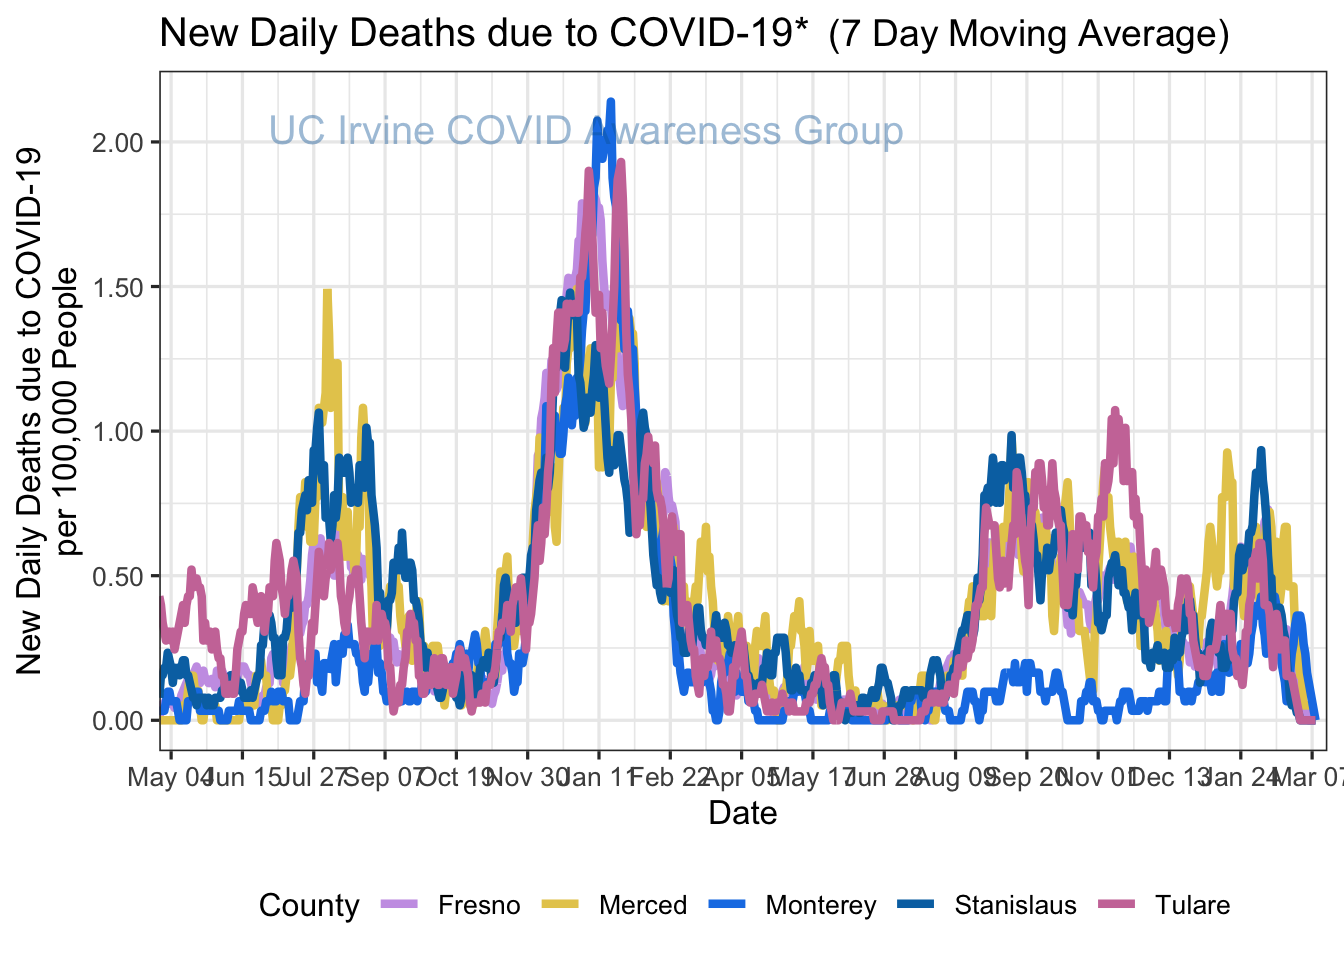 New Daily Deaths due to COVID-19* (7 Day Moving Average)
UC Irvine COVID Awareness Group
New Daily Deaths due to COVID-19
per 100,000 People
2.00
1.50
1.00
0.50
0.00
May 04 Jun 15 Jul 27 Sep 07 Oct 19 Nov 30 Jan 11 Feb 22 Apr 05 May 17 Jun 28 Aug 09 Sep 20 Nov 01 Dec 13 Jan 24 Mar 07
Date
County Fresno Merced Monterey Stanislaus Tulare